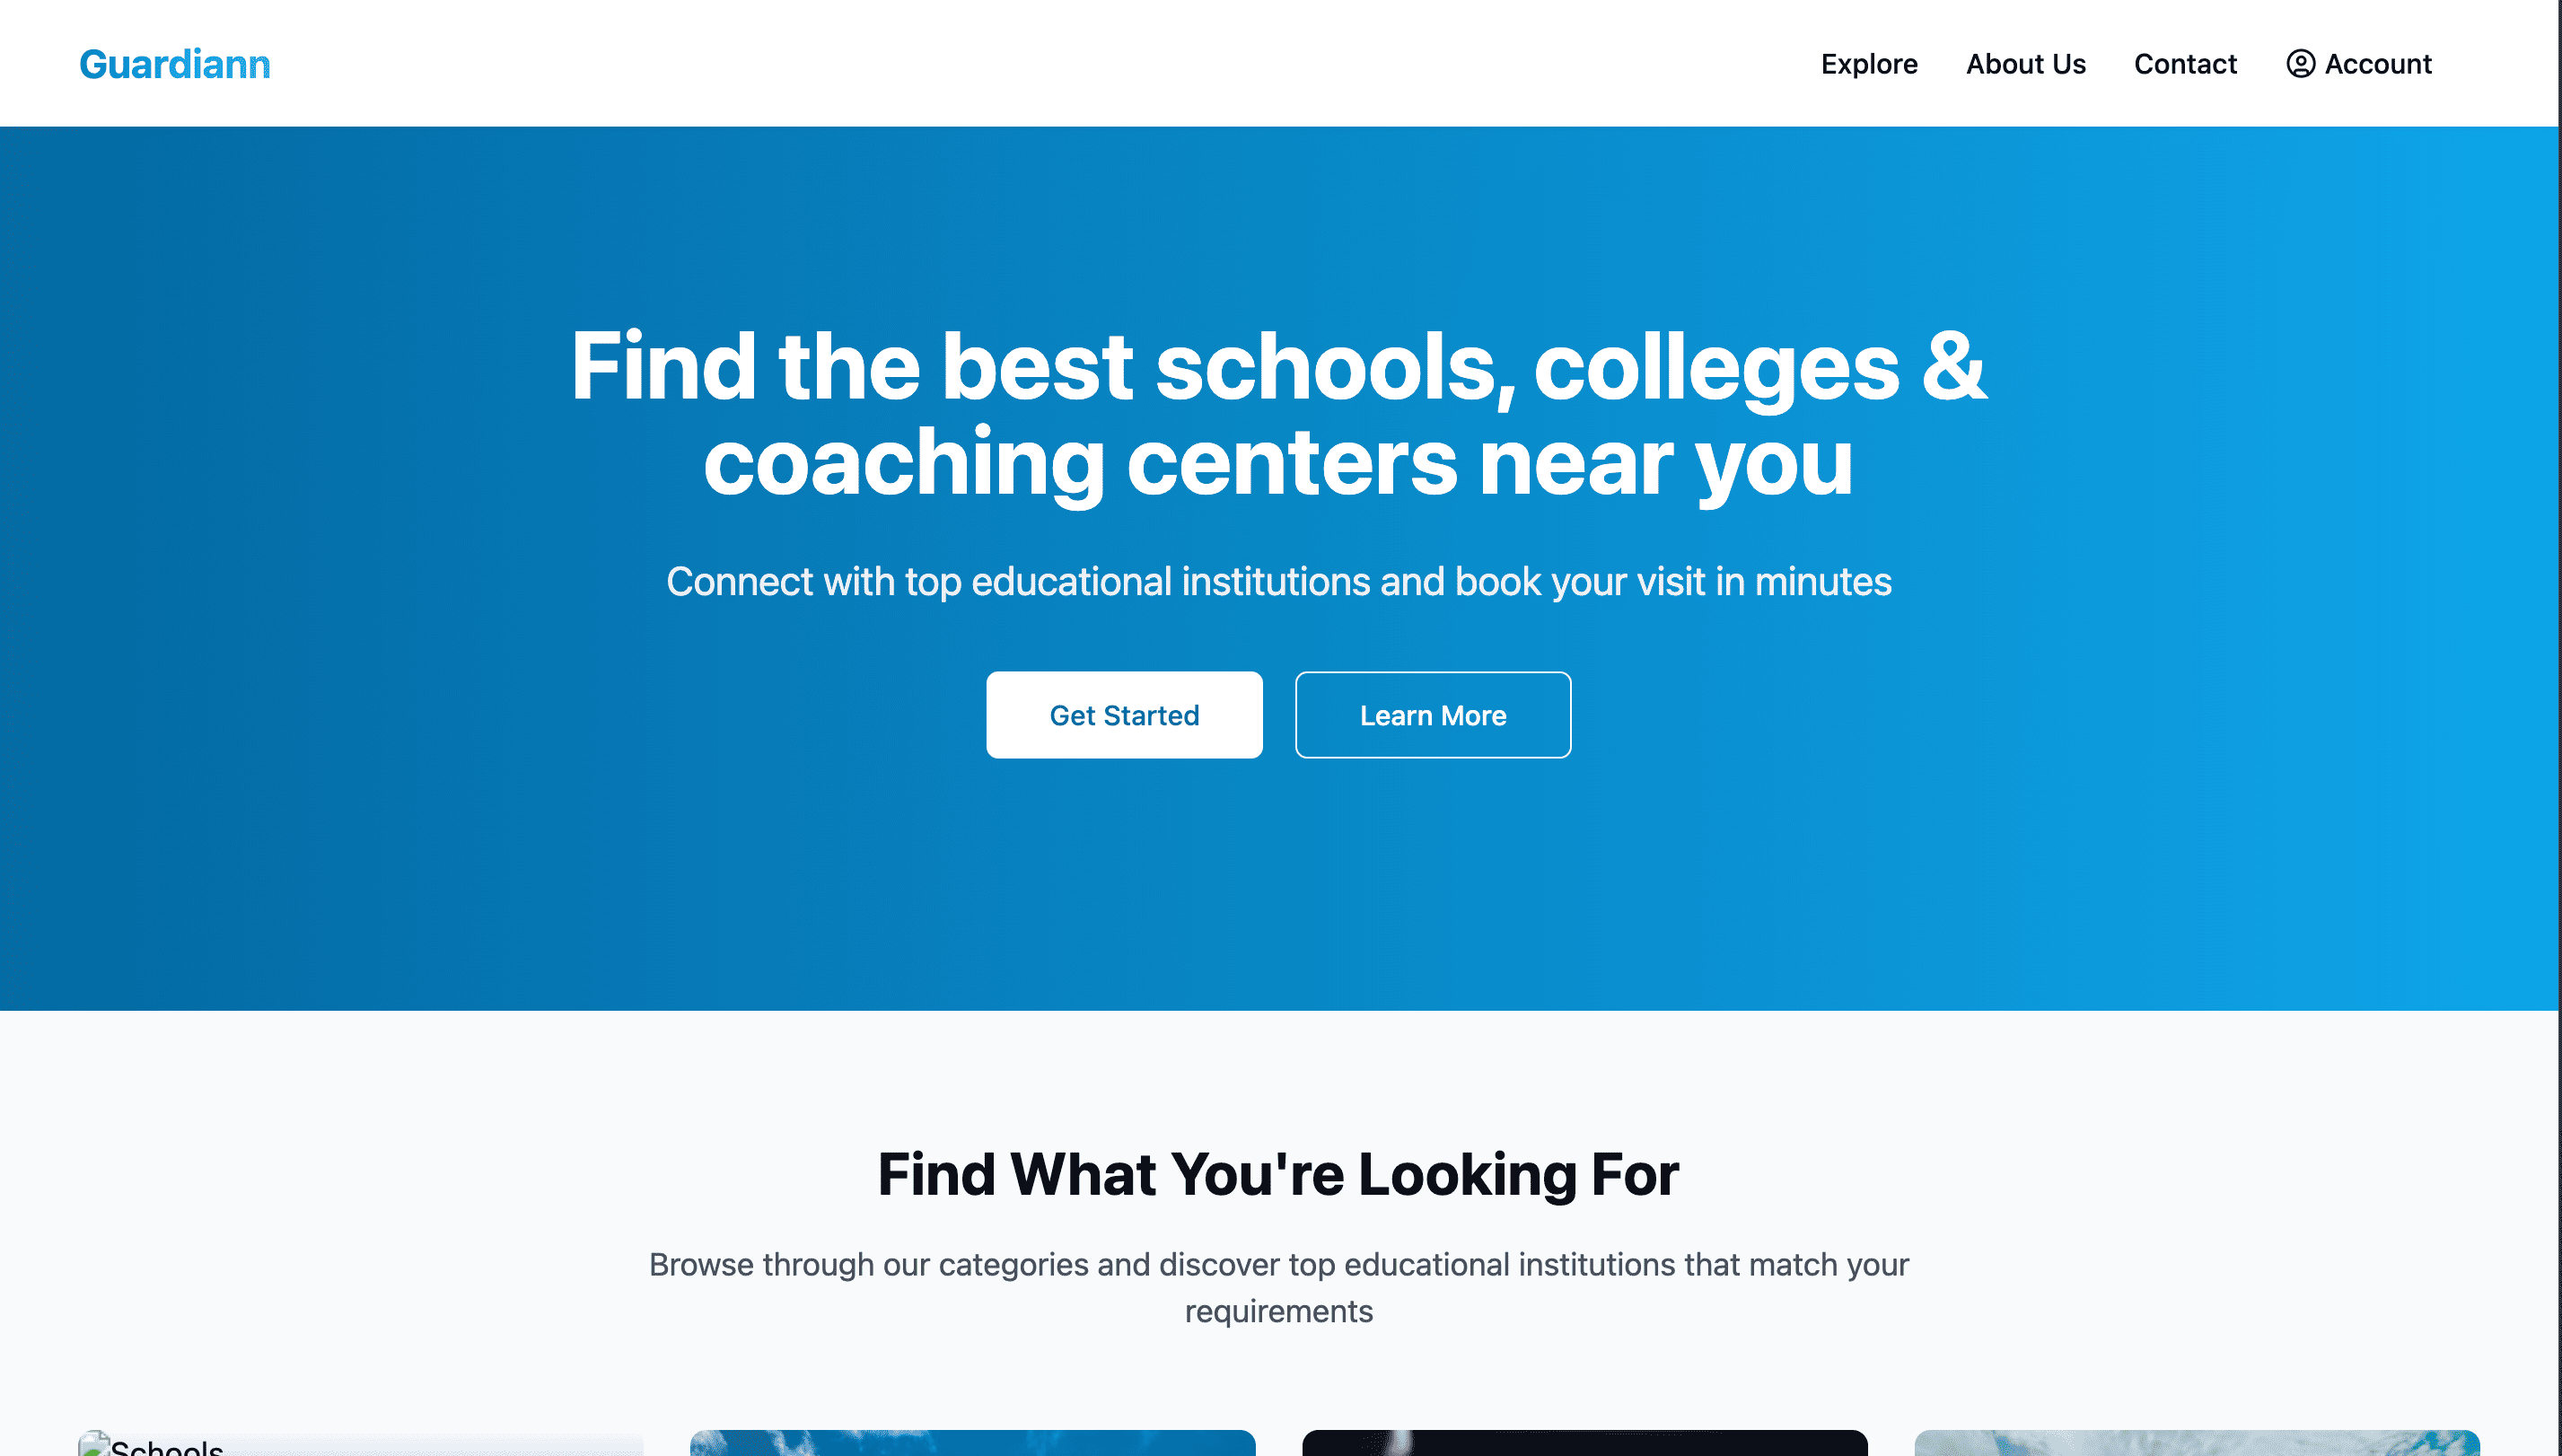 Guardiann
Explore
About Us
Contact
Account
Find the best schools, colleges &
coaching centers near you
Connect with top educational institutions and book your visit in minutes
Get Started
Learn More
Find What You're Looking For
Browse through our categories and discover top educational institutions that match your
requirements
Schools